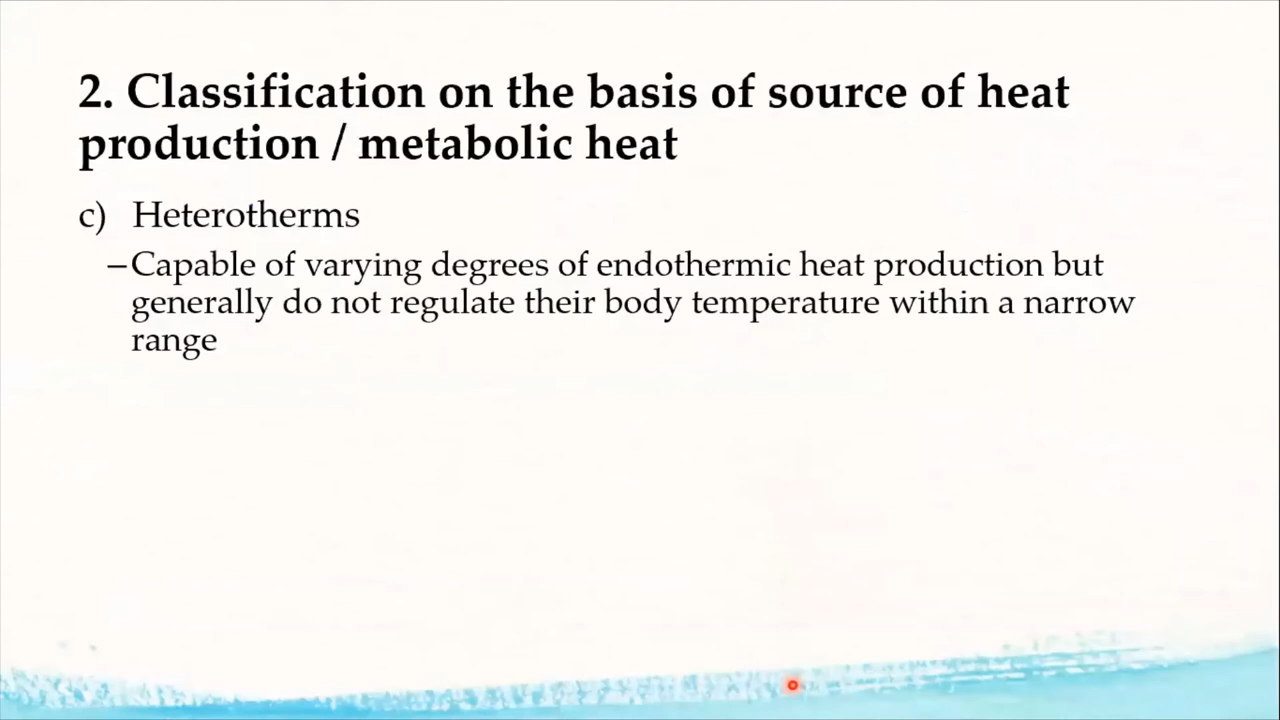 2. Classification on the basis of source of heat
production / metabolic heat
c) Heterotherms
–Capable of varying degrees of endothermic heat production but
generally do not regulate their body temperature within a narrow
range